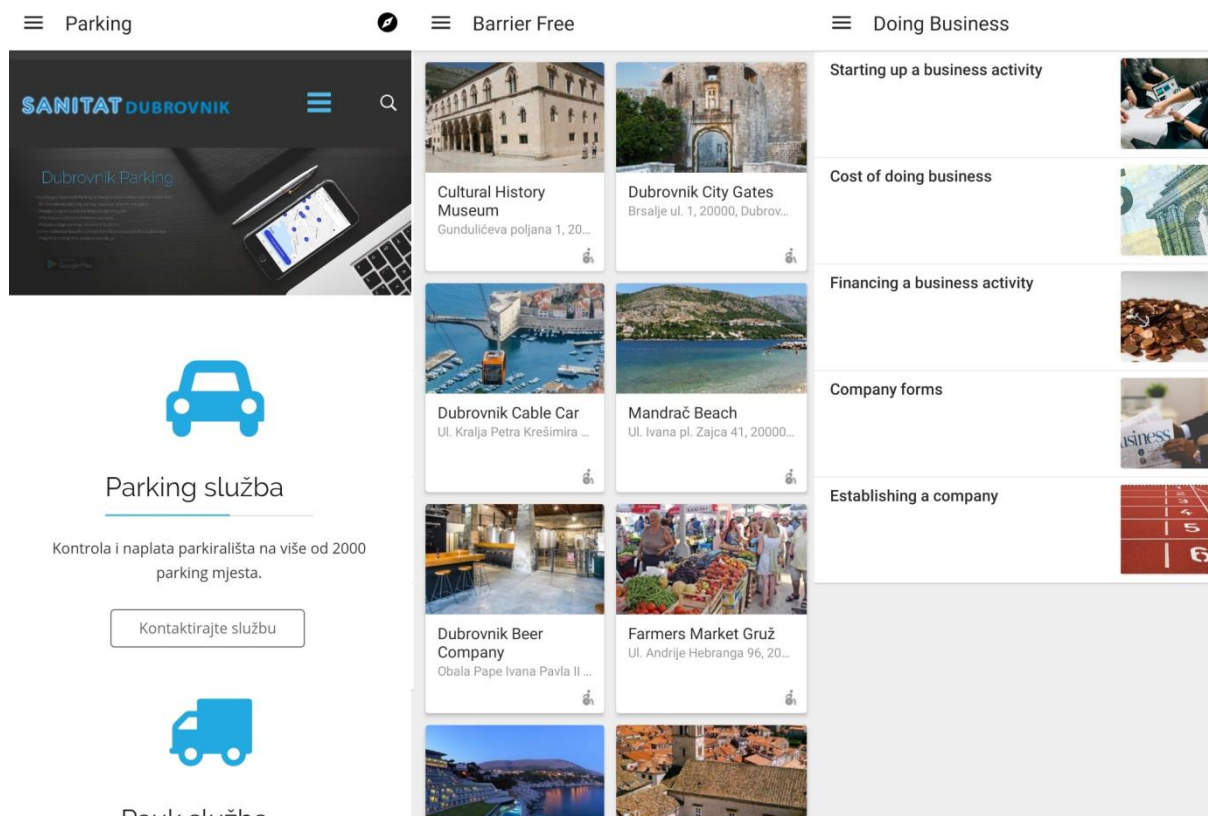 Parking
SANITAT DUBROVNIK
Dubrovnik Parking
Google Play
Parking služba
Kontrola i naplata parkirališta na više od 2000
parking mjesta.
Kontaktirajte službu
Barrier Free
Cultural History
Museum
Gundulićeva poljana 1, 20...
Dubrovnik City Gates
Brsalje ul. 1, 20000, Dubrov...
Dubrovnik Cable Car
Ul. Kralja Petra Krešimira ...
Mandrač Beach
Ul. Ivana pl. Zajca 41, 20000...
Dubrovnik Beer
Company
Obala Pape Ivana Pavla II ...
Farmers Market Gruž
Ul. Andrije Hebranga 96, 20...
Doing Business
Starting up a business activity
Cost of doing business
Financing a business activity
Company forms
Establishing a company